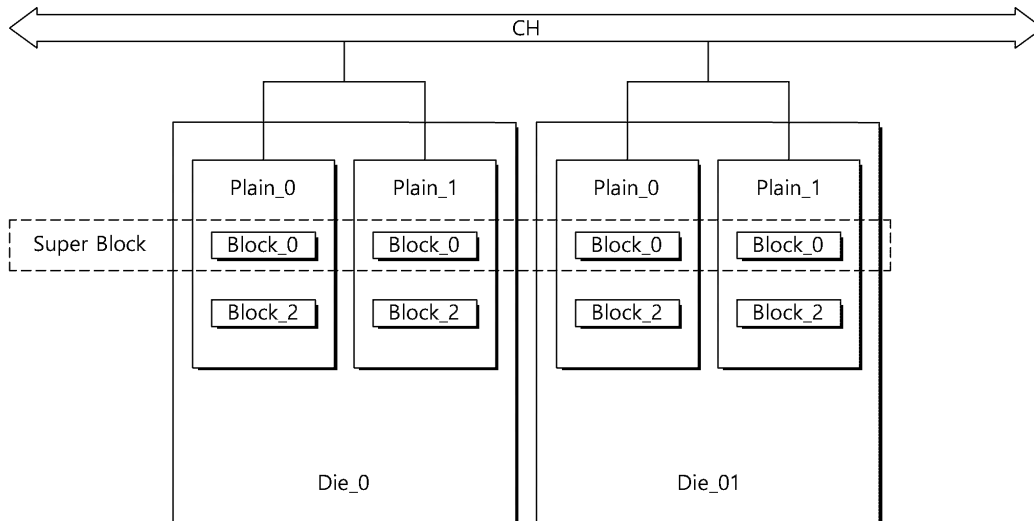 CH
Plain_0 Plain_1 Plain_0 Plain_1
Super Block Block_0 Block_0 Block_0 Block_0
Block_2 Block_2 Block_2 Block_2
Die_0 Die_01